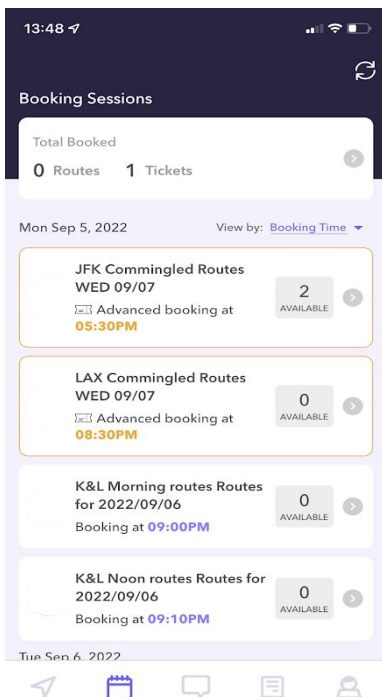 13:48
Booking Sessions
Total Booked
0 Routes 1 Tickets
Mon Sep 5, 2022 View by: Booking Time
JFK Commingled Routes
WED 09/07
Advanced booking at
05:30PM
2
AVAILABLE
LAX Commingled Routes
WED 09/07
Advanced booking at
08:30PM
0
AVAILABLE
K&L Morning routes Routes
for 2022/09/06
Booking at 09:00PM
0
AVAILABLE
K&L Noon routes Routes for
2022/09/06
Booking at 09:10PM
0
AVAILABLE
Tue Sep 6, 2022